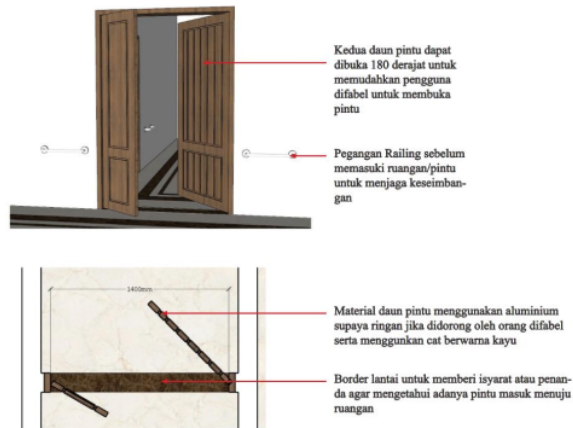 Kedua daun pintu dapat
dibuka 180 derajat untuk
memudahkan pengguna
difabel untuk membuka
pintu
Pegangan Railing sebelum
memasuki ruangan/pintu
untuk menjaga keseimban-
gan
1400mm
Material daun pintu menggunakan aluminium
supaya ringan jika didorong oleh orang difabel
serta menggunkan cat berwarna kayu
Border lantai untuk memberi isyarat atau penan-
da agar mengetahui adanya pintu masuk menuju
ruangan